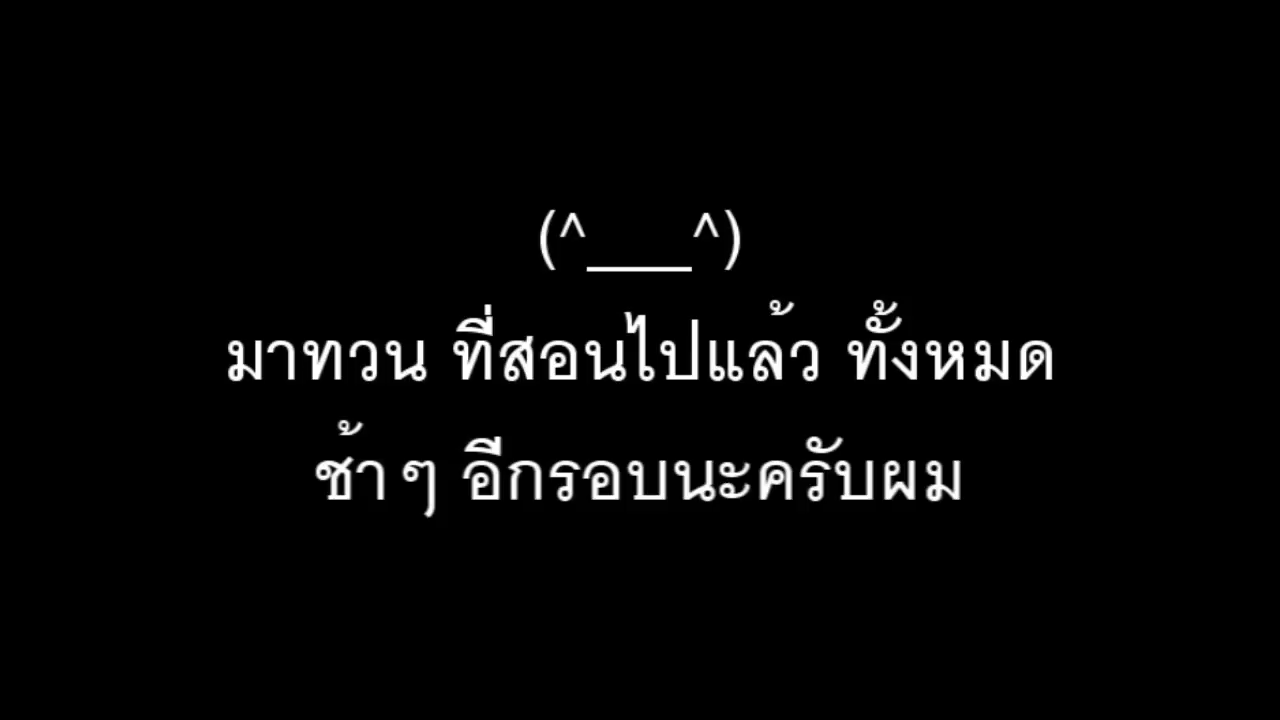 (^___^)
มาทวน ที่สอนไปแล้ว ทั้งหมด
ช้าๆ อีกรอบนะครับผม